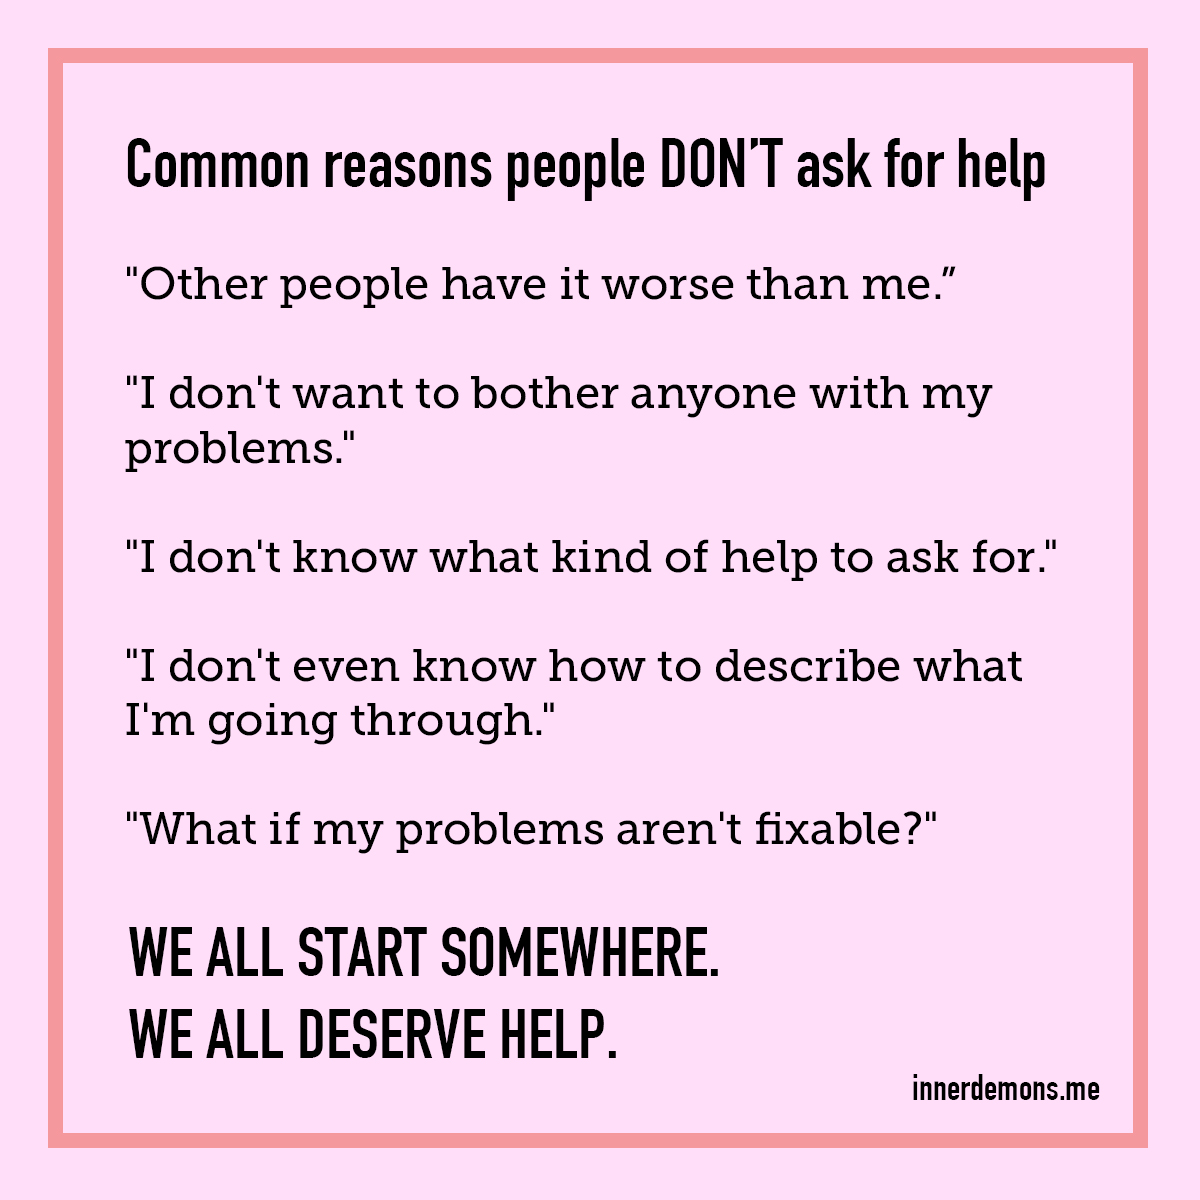 Common reasons people DON’T ask for help
"Other people have it worse than me.”
"I don't want to bother anyone with my
problems."
"I don't know what kind of help to ask for."
"I don't even know how to describe what
I'm going through."
"What if my problems aren't fixable?"
WE ALL START SOMEWHERE.
WE ALL DESERVE HELP.
innerdemons.me